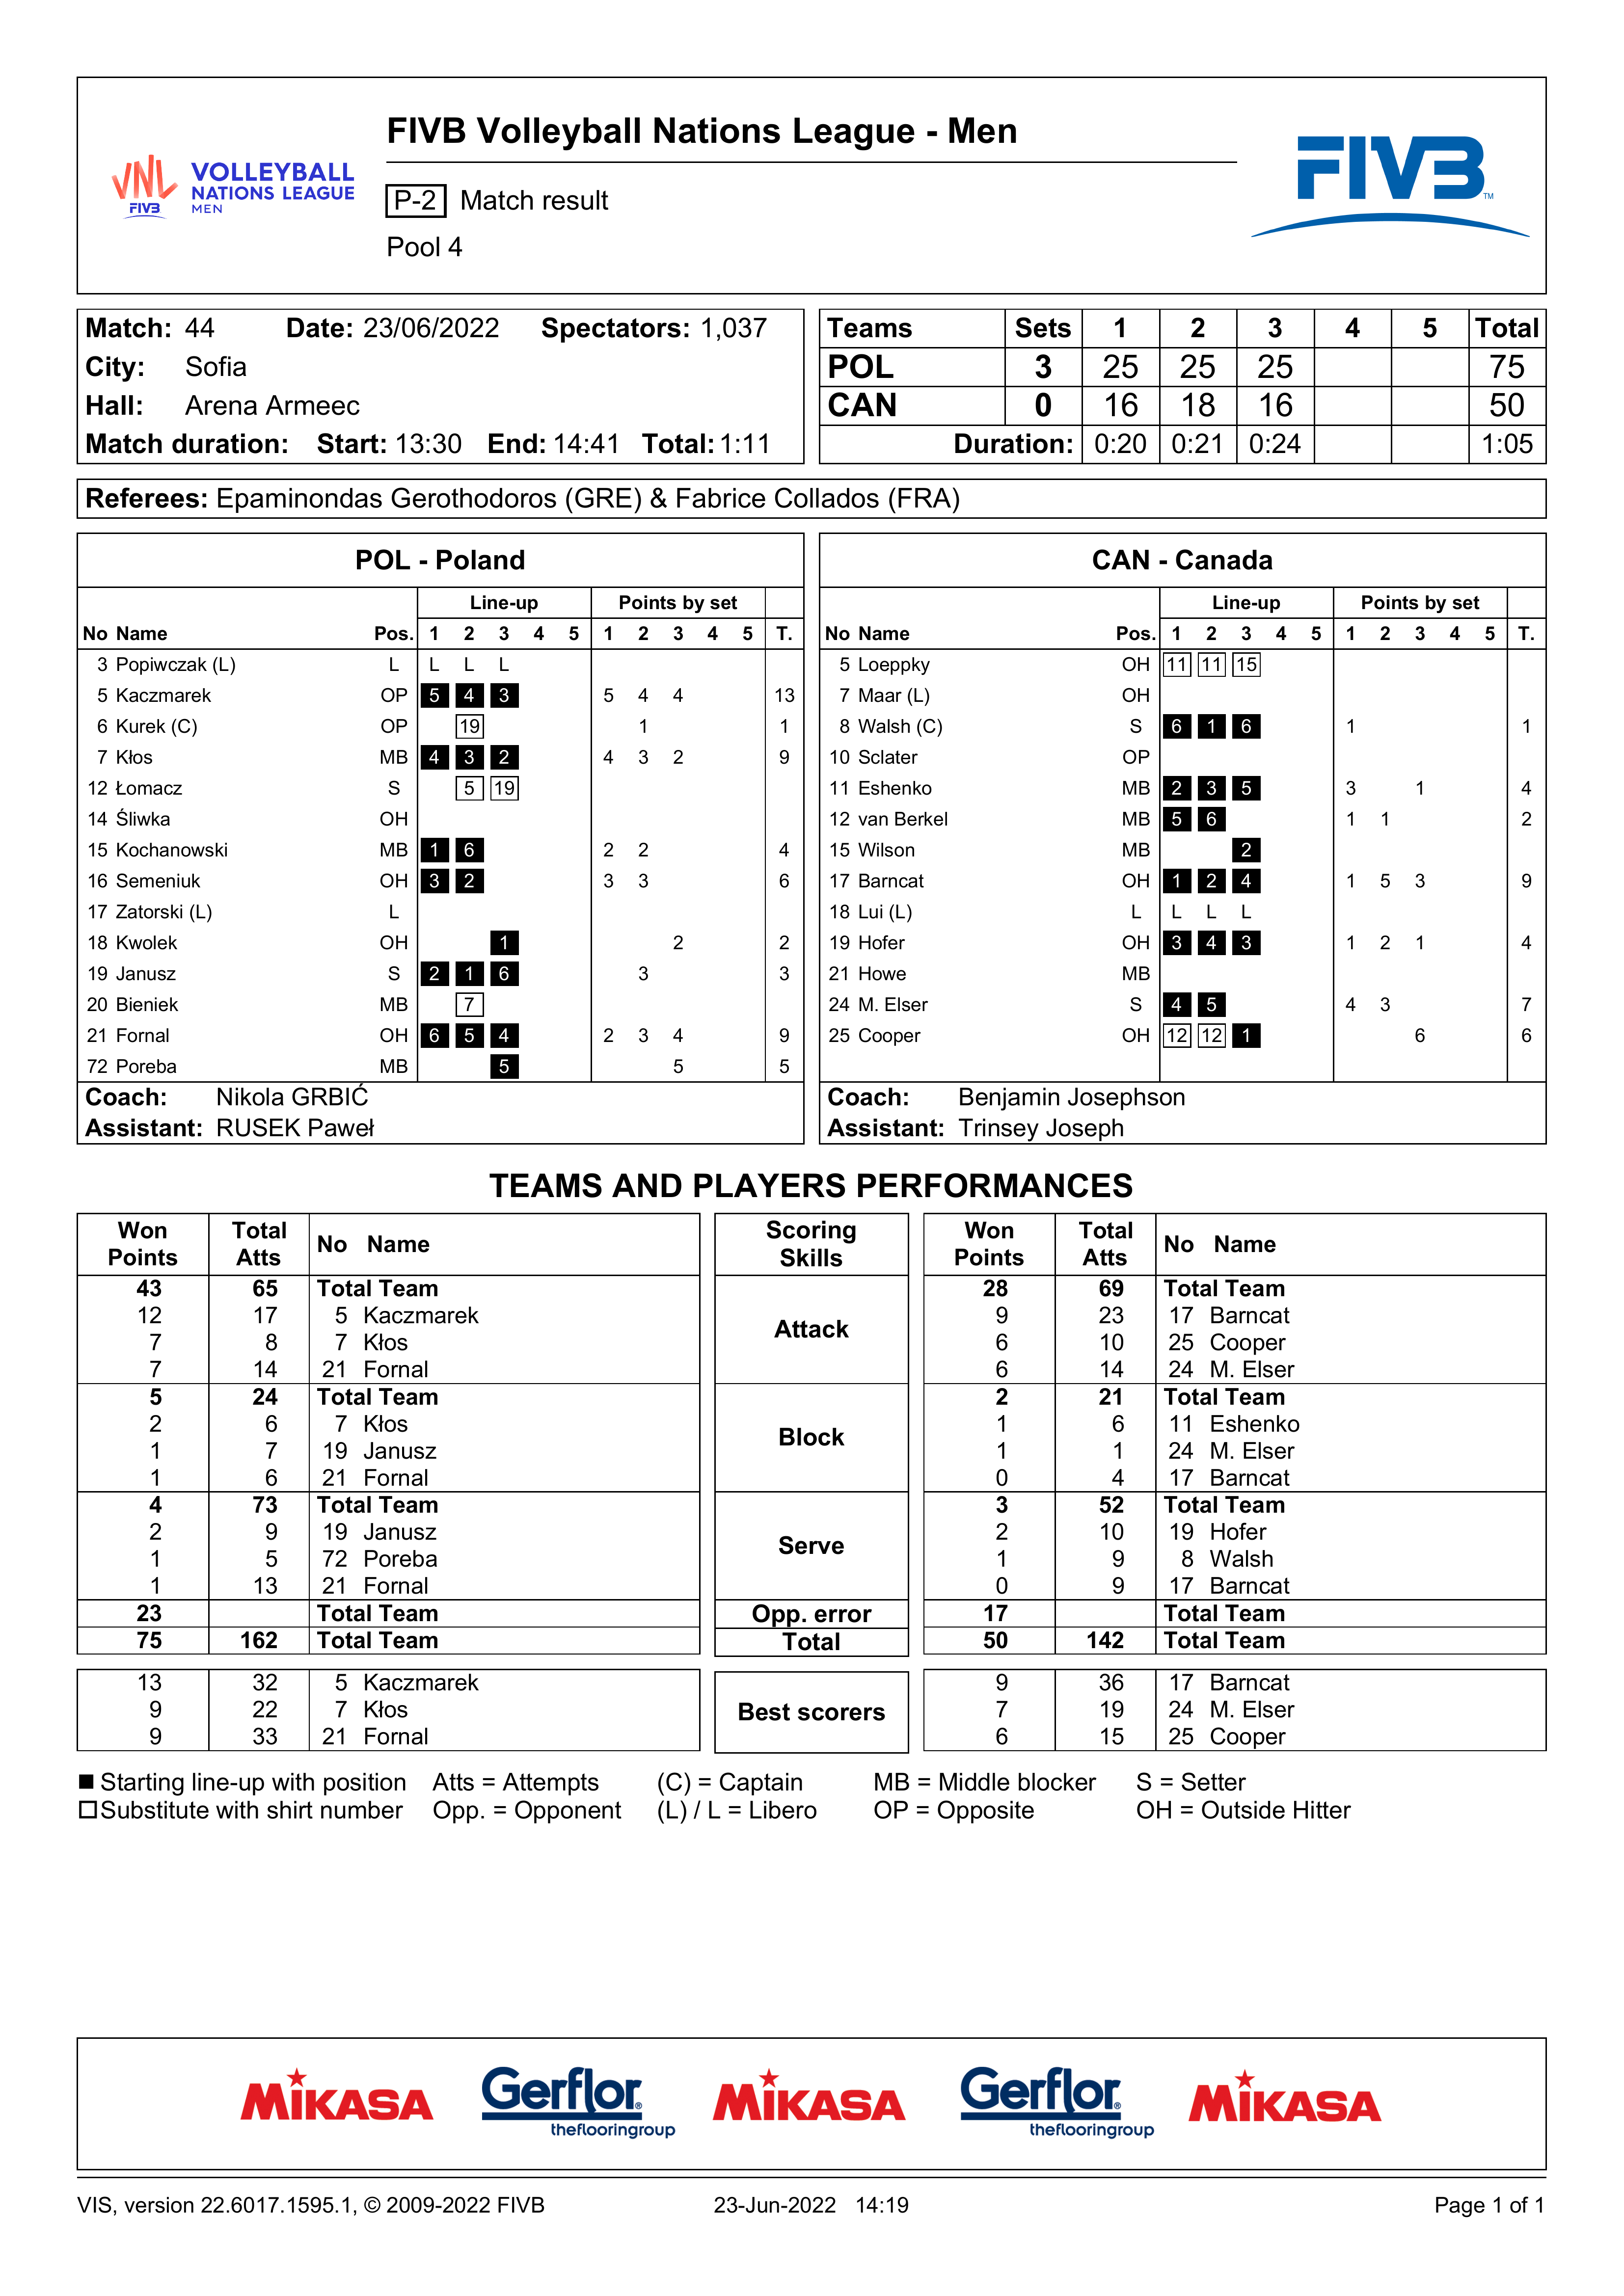 FIVB Volleyball Nations League - Men
VNL FIVB VOLLEYBALL NATIONS LEAGUE MEN
P-2 Match result
FIVB TM
Pool 4
Match: 44 Date: 23/06/2022 Spectators: 1,037
City: Sofia
Hall: Arena Armeec
Match duration: Start: 13:30 End: 14:41 Total: 1:11
Teams Sets 1 2 3 4 5 Total
POL 3 25 25 25 75
CAN 0 16 18 16 50
Duration: 0:20 0:21 0:24 1:05
Referees: Epaminondas Gerothodoros (GRE) & Fabrice Collados (FRA)
POL - Poland
Line-up Points by set
No Name Pos. 1 2 3 4 5 1 2 3 4 5 T.
3 Popiwczak (L) L L L L
5 Kaczmarek OP 5 4 3 5 4 4 13
6 Kurek (C) OP 19 1 1
7 Kłos MB 4 3 2 4 3 2 9
12 Łomacz S 5 19
14 Śliwka OH
15 Kochanowski MB 1 6 2 2 4
16 Semeniuk OH 3 2 3 3 6
17 Zatorski (L) L
18 Kwolek OH 1 2 2
19 Janusz S 2 1 6 3 3
20 Bieniek MB 7
21 Fornal OH 6 5 4 2 3 4 9
72 Poreba MB 5 5 5
Coach: Nikola GRBIĆ
Assistant: RUSEK Paweł
CAN - Canada
Line-up Points by set
No Name Pos. 1 2 3 4 5 1 2 3 4 5 T.
5 Loeppky OH 11 11 15
7 Maar (L) OH
8 Walsh (C) S 6 1 6 1 1
10 Sclater OP
11 Eshenko MB 2 3 5 3 1 4
12 van Berkel MB 5 6 1 1 2
15 Wilson MB 2
17 Barncat OH 1 2 4 1 5 3 9
18 Lui (L) L L L L
19 Hofer OH 3 4 3 1 2 1 4
21 Howe MB
24 M. Elser S 4 5 4 3 7
25 Cooper OH 12 12 1 6 6
Coach: Benjamin Josephson
Assistant: Trinsey Joseph
TEAMS AND PLAYERS PERFORMANCES
Won Points Total Atts No Name Scoring Skills Won Points Total Atts No Name
43 65 Total Team Attack 28 69 Total Team
12 17 5 Kaczmarek 9 23 17 Barncat
7 8 7 Kłos 6 10 25 Cooper
7 14 21 Fornal 6 14 24 M. Elser
5 24 Total Team Block 2 21 Total Team
2 6 7 Kłos 1 6 11 Eshenko
1 7 19 Janusz 1 1 24 M. Elser
1 6 21 Fornal 0 4 17 Barncat
4 73 Total Team Serve 3 52 Total Team
2 9 19 Janusz 2 10 19 Hofer
1 5 72 Poreba 1 9 8 Walsh
1 13 21 Fornal 0 9 17 Barncat
23 Total Team Opp. error 17 Total Team
75 162 Total Team Total 50 142 Total Team
13 32 5 Kaczmarek Best scorers 9 36 17 Barncat
9 22 7 Kłos 7 19 24 M. Elser
9 33 21 Fornal 6 15 25 Cooper
Starting line-up with position Atts = Attempts (C) = Captain MB = Middle blocker S = Setter
Substitute with shirt number Opp. = Opponent (L) / L = Libero OP = Opposite OH = Outside Hitter
MIKASA Gerflor® theflooringgroup MIKASA Gerflor® theflooringgroup MIKASA
VIS, version 22.6017.1595.1, © 2009-2022 FIVB 23-Jun-2022 14:19 Page 1 of 1